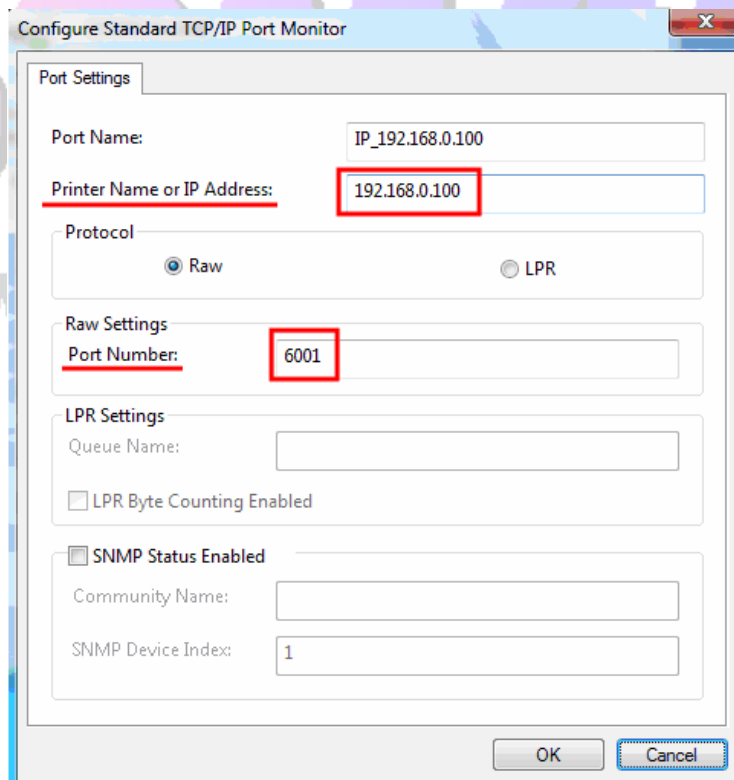 Configure Standard TCP/IP Port Monitor
Port Settings
Port Name: IP_192.168.0.100
Printer Name or IP Address: 192.168.0.100
Protocol
Raw LPR
Raw Settings
Port Number: 6001
LPR Settings
Queue Name:
LPR Byte Counting Enabled
SNMP Status Enabled
Community Name:
SNMP Device Index: 1
OK Cancel